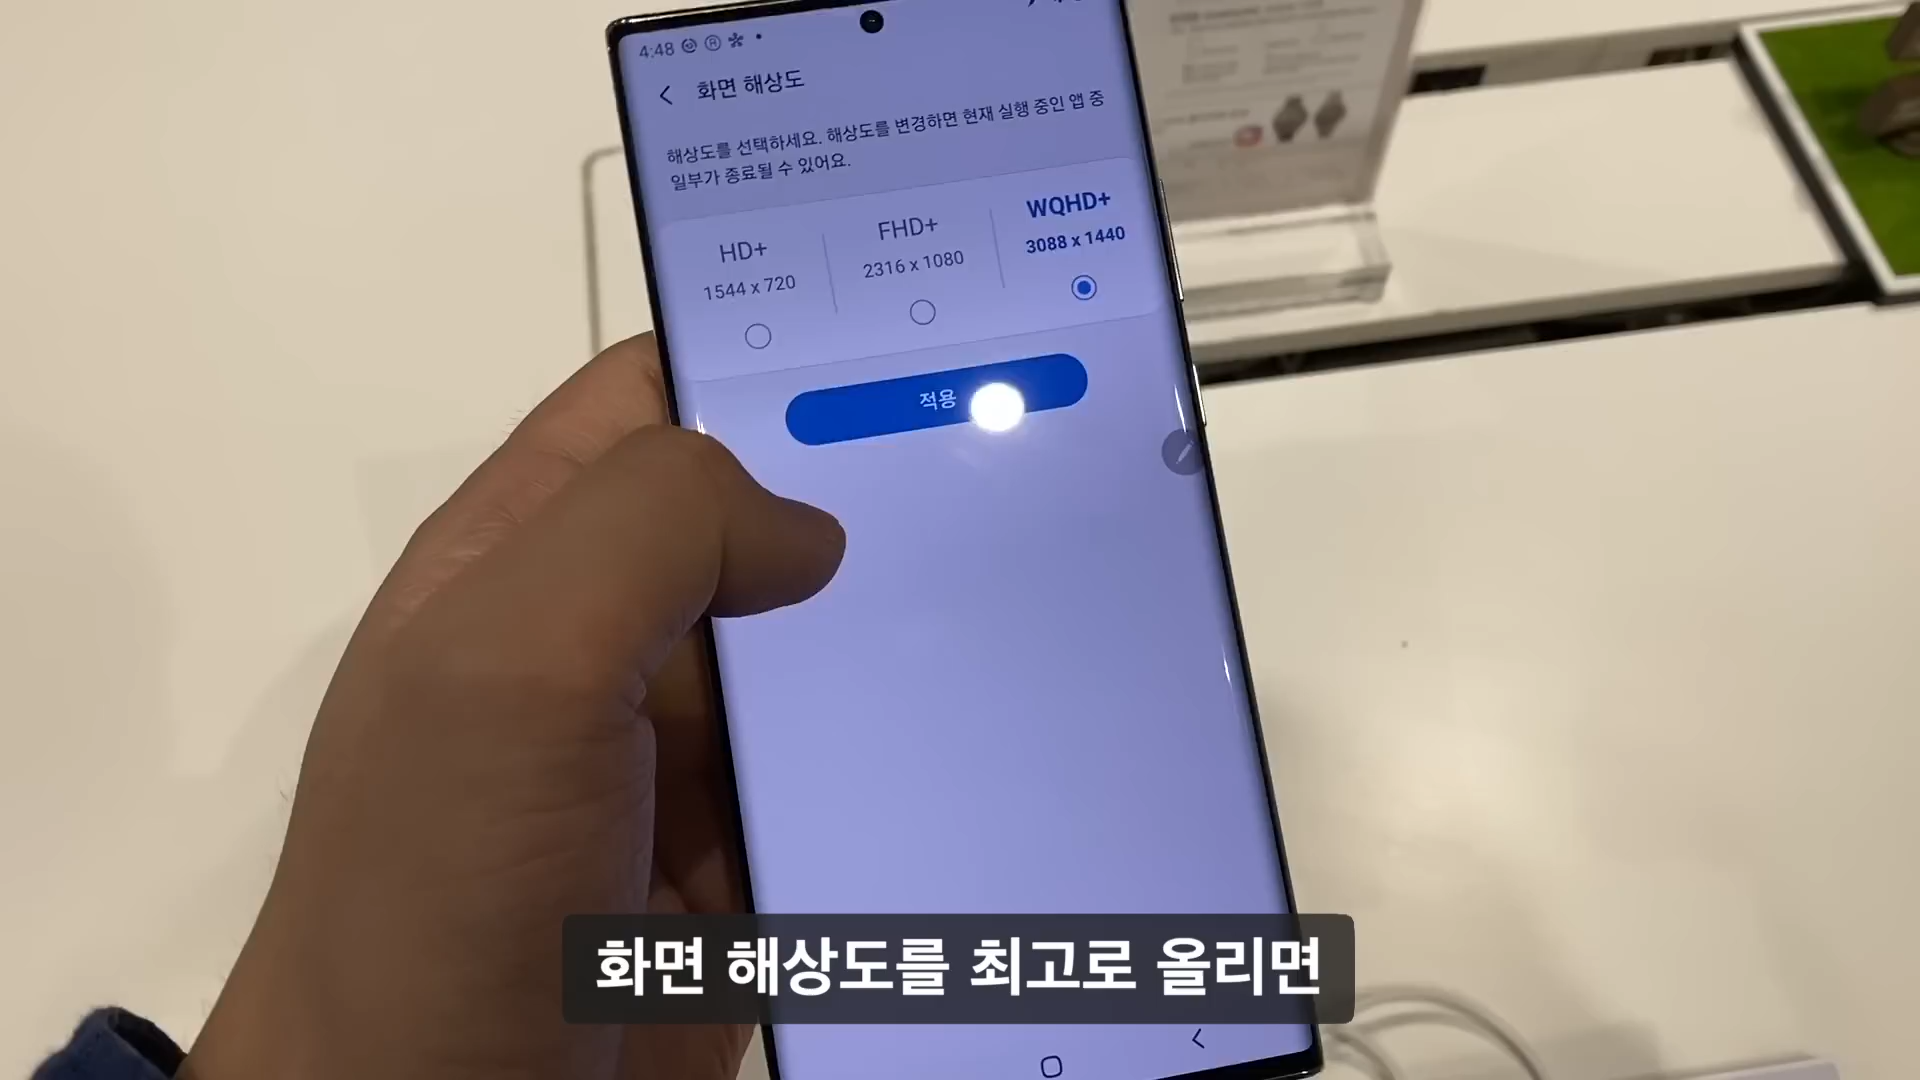 4:48
화면 해상도
해상도를 선택하세요. 해상도를 변경하면 현재 실행 중인 앱 중
일부가 종료될 수 있어요.
HD+
1544 x 720
FHD+
2316 x 1080
WQHD+
3088 x 1440
적용
화면 해상도를 최고로 올리면